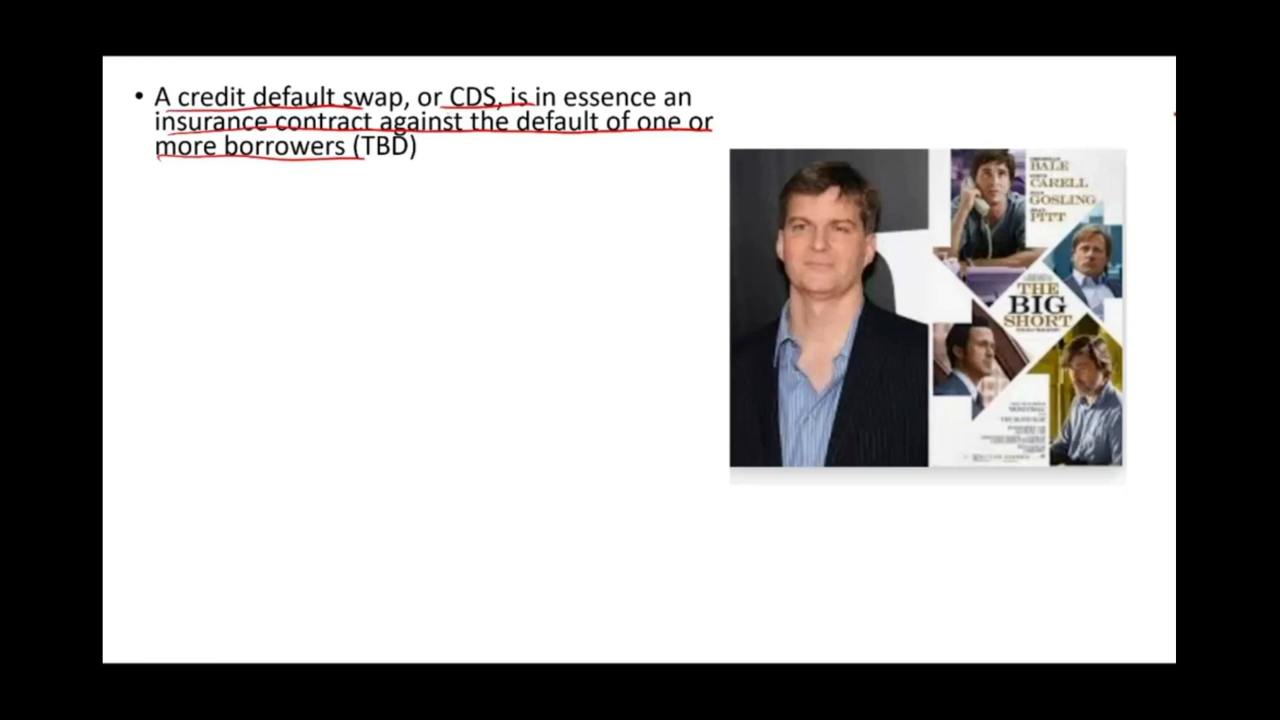 • A credit default swap, or CDS, is in essence an
insurance contract against the default of one or
more borrowers (TBD)
BALE
CARELL
GOSLING
PITT
THE
BIG
SHORT